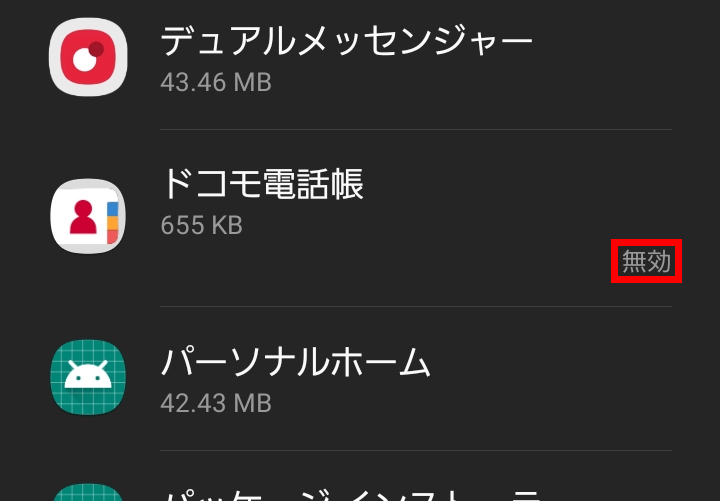 デュアルメッセンジャー
43.46 MB
ドコモ電話帳
655 KB
無効
パーソナルホーム
42.43 MB